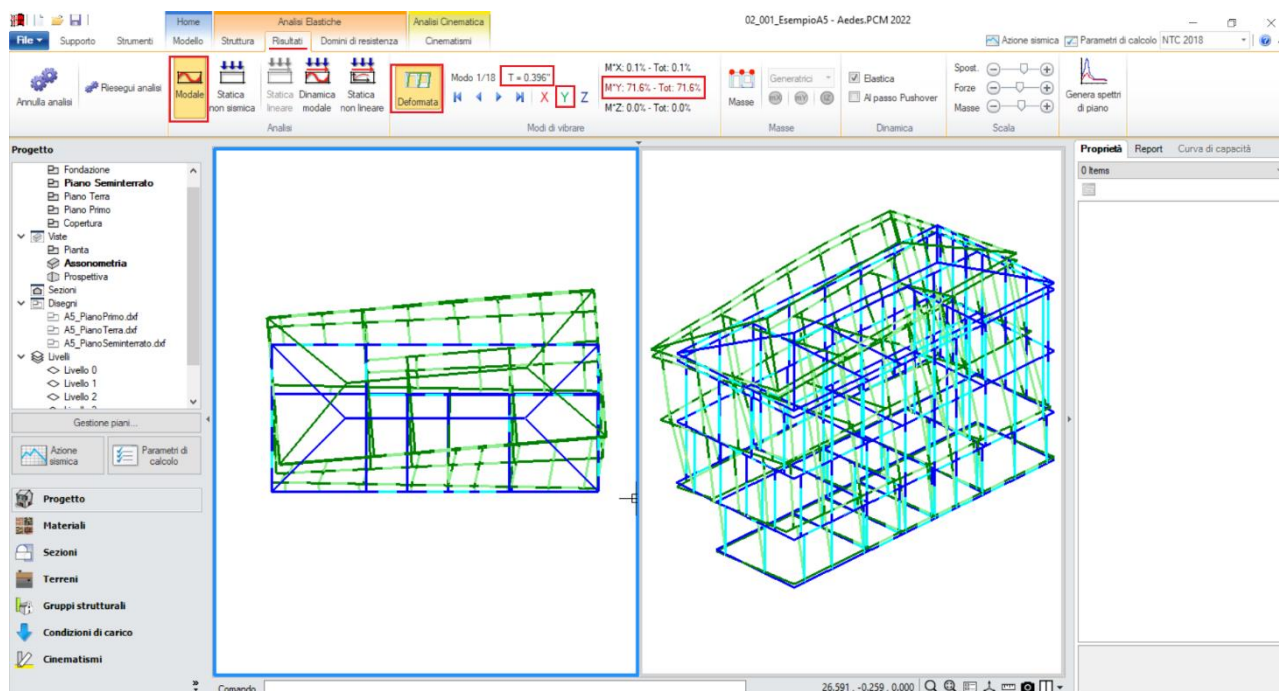 Home
Analisi Elastiche
Analisi Cinematica
02_001_EsempioA5 - Aedes.PCM 2022
File
Supporto
Strumenti
Modello
Struttura
Risultati
Domini di resistenza
Cinematismi
Azione sismica
Parametri di calcolo
NTC 2018
Annulla analisi
Riesegui analisi
Modale
Statica non sismica
Statica lineare
Dinamica modale
Statica non lineare
Analisi
Deformata
Modo 1/18
T = 0.396"
X Y Z
M*X: 0.1% - Tot: 0.1%
M*Y: 71.6% - Tot: 71.6%
M*Z: 0.0% - Tot: 0.0%
Modi di vibrare
Masse
Generatrici
Masse
Elastica
Al passo Pushover
Dinamica
Spost.
Forze
Masse
Scala
Genera spettri di piano
Progetto
Fondazione
Piano Seminterrato
Piano Terra
Piano Primo
Copertura
Viste
Pianta
Assonometria
Prospettiva
Sezioni
Disegni
A5_PianoPrimo.dxf
A5_PianoTerra.dxf
A5_PianoSeminterrato.dxf
Livelli
Livello 0
Livello 1
Livello 2
Gestione piani...
Azione sismica
Parametri di calcolo
Progetto
Materiali
Sezioni
Terreni
Gruppi strutturali
Condizioni di carico
Cinematismi
Comando
26.591 , -0.259 , 0.000
Proprietà
Report
Curva di capacità
0 Items